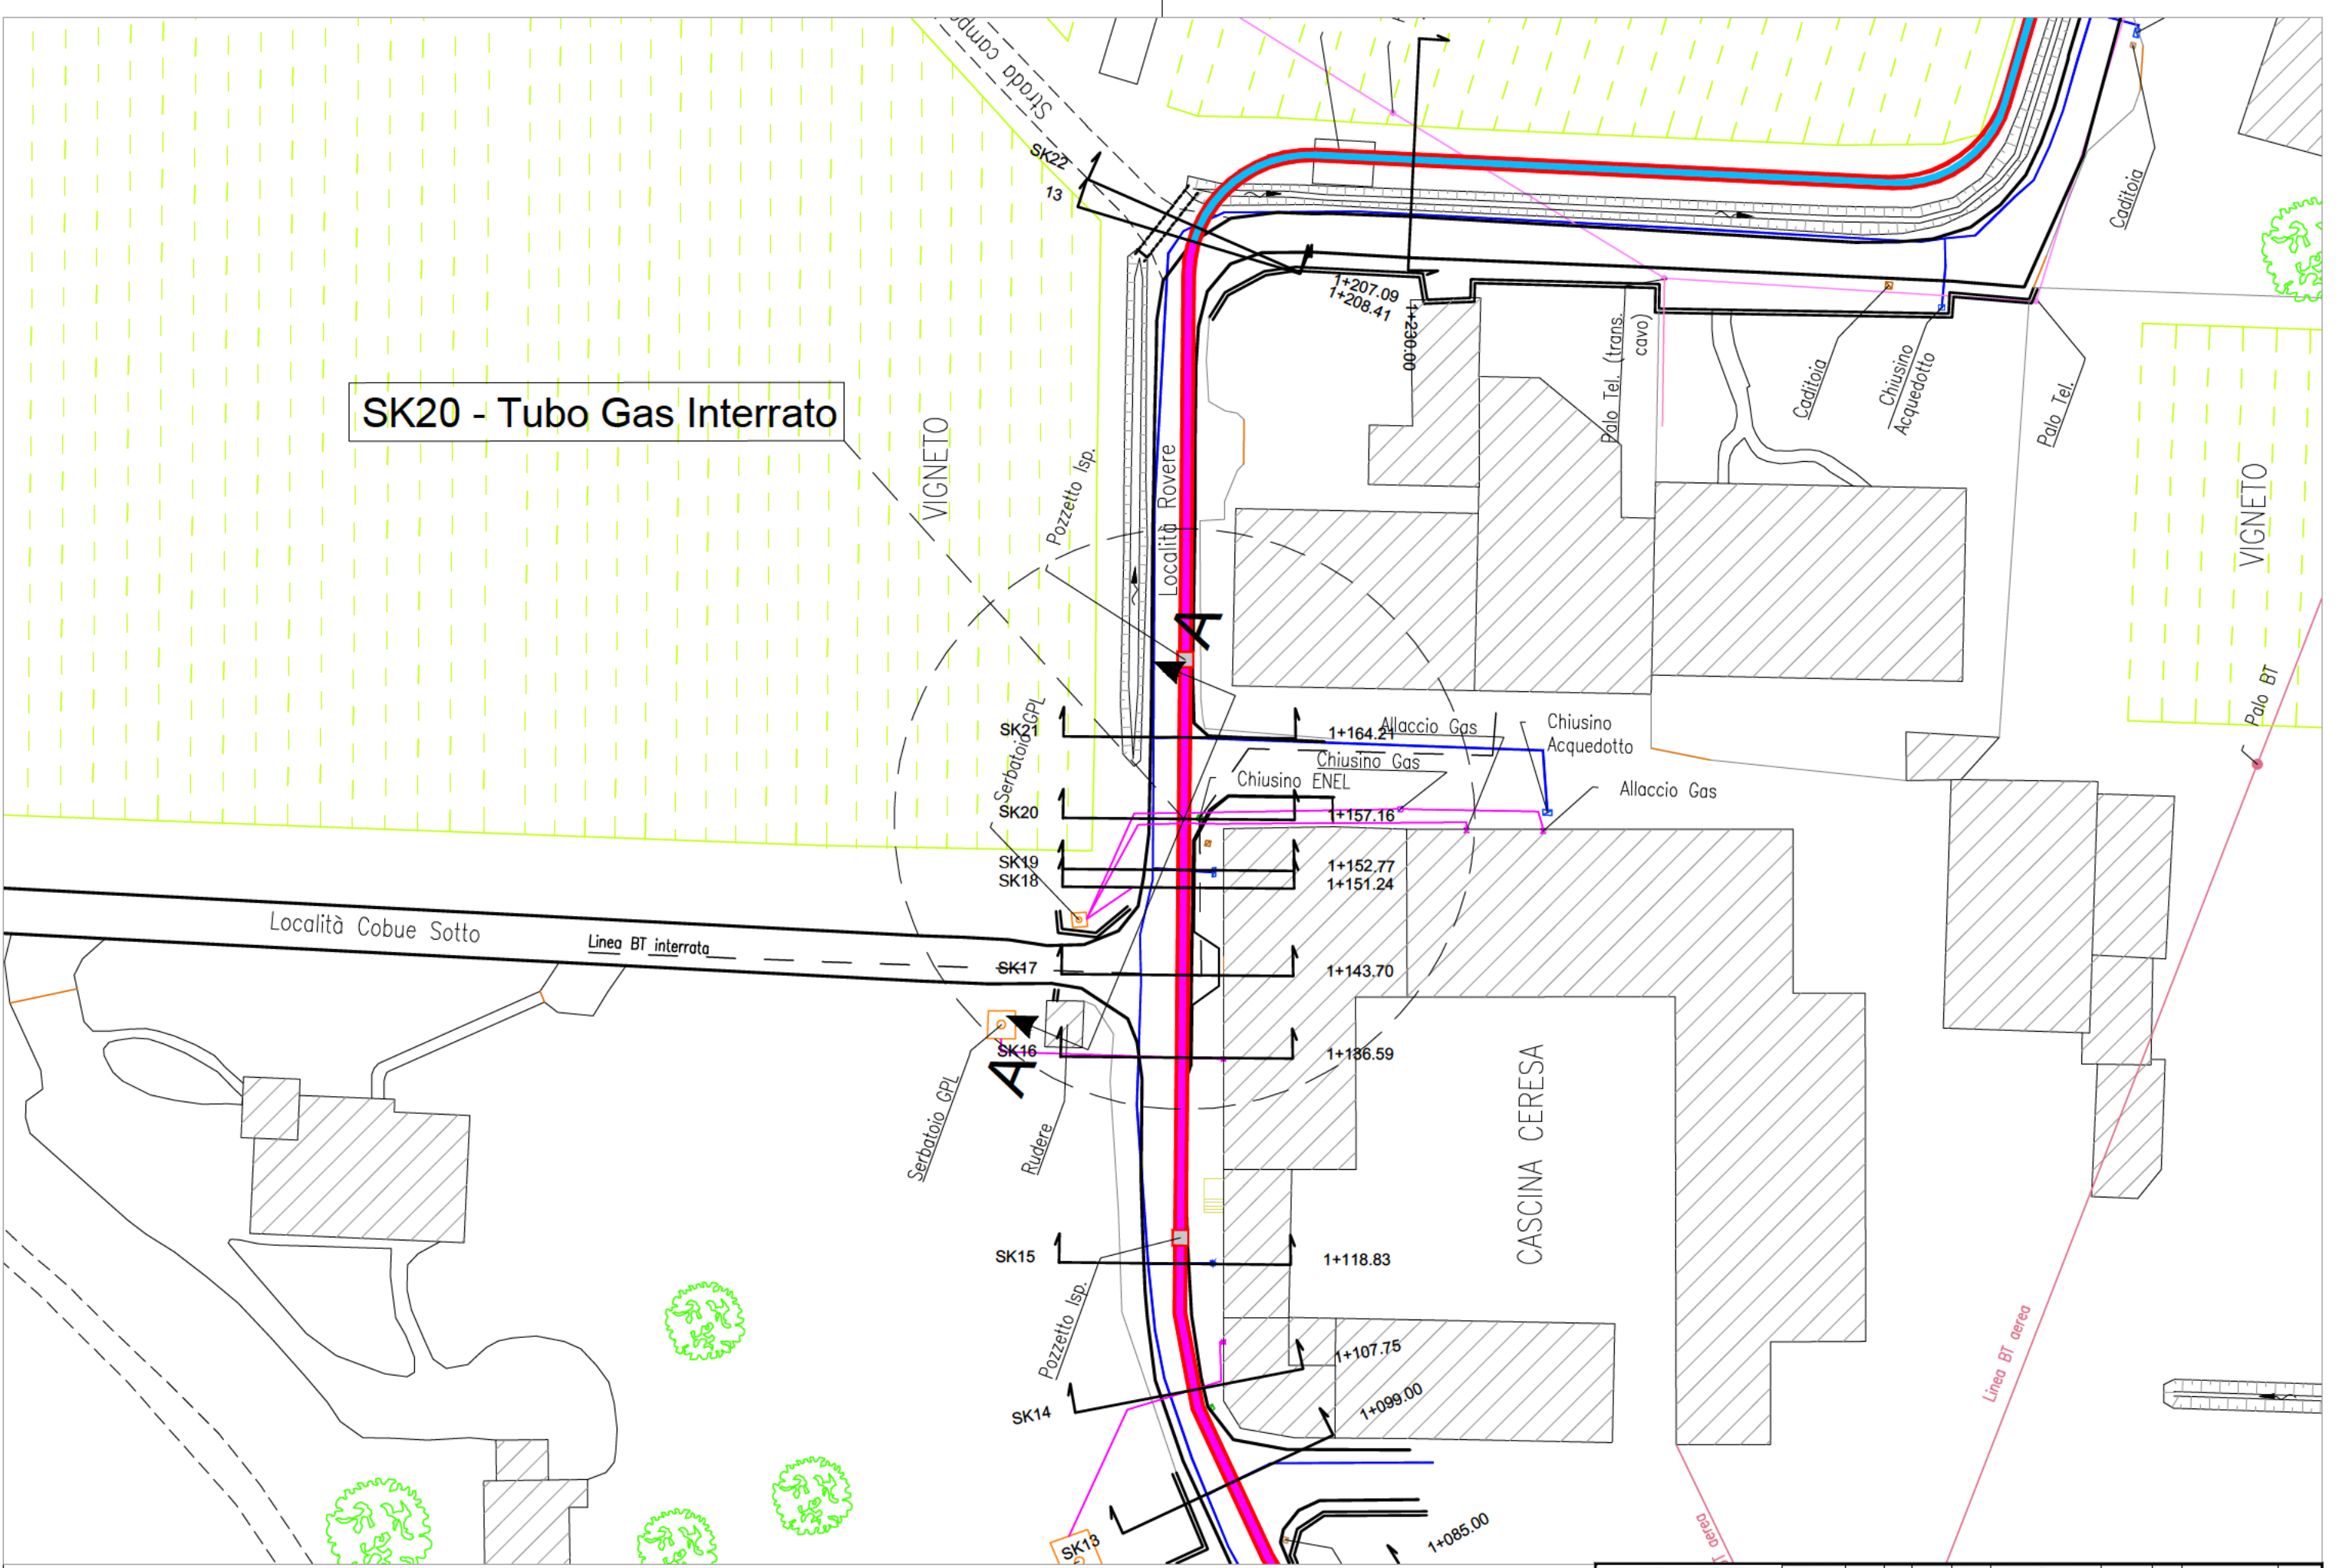 Strada camp
SK22
13
1+207.09
1+208.41
1+230.00
Palo Tel. (trans.
cavo)
Caditoia
Caditoia
Chiusino
Acquedotto
Palo Tel.
SK20 - Tubo Gas Interrato
VIGNETO
Pozzetto Isp.
Località Rovere
VIGNETO
A
Palo BT
SK21
1+164.21
Allaccio Gas
Chiusino
Acquedotto
Serbatoio GPL
Chiusino Gas
Chiusino ENEL
Allaccio Gas
SK20
1+157.16
SK19
1+152.77
SK18
1+151.24
Località Cobue Sotto
Linea BT interrata
SK17
1+143.70
SK16
1+136.59
A
Serbatoio GPL
Rudere
CASCINA CERESA
SK15
1+118.83
Pozzetto Isp.
1+107.75
SK14
1+099.00
Linea BT aerea
SK13
1+085.00
BT aerea